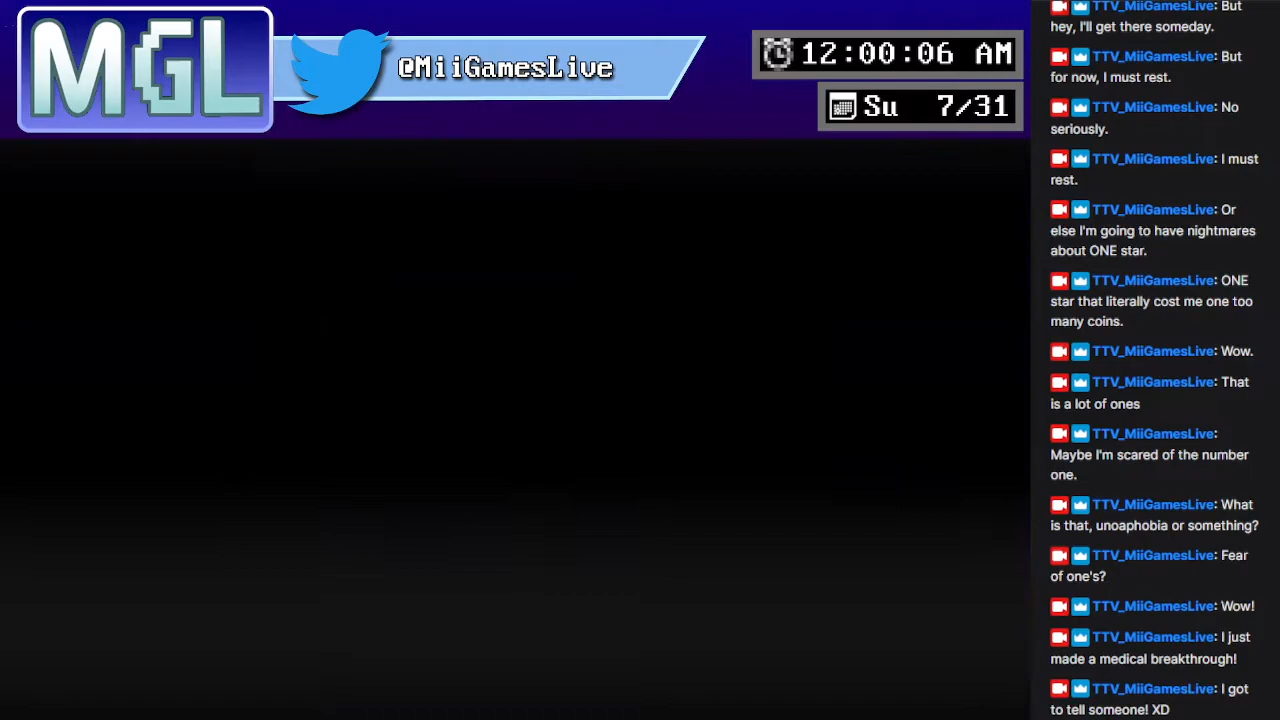 MGL
@MiiGamesLive
12:00:06 AM
Su 7/31
TTV_MiiGamesLive: But
hey, I'll get there someday.
TTV_MiiGamesLive: But
for now, I must rest.
TTV_MiiGamesLive: No
seriously.
TTV_MiiGamesLive: I must
rest.
TTV_MiiGamesLive: Or
else I'm going to have nightmares
about ONE star.
TTV_MiiGamesLive: ONE
star that literally cost me one too
many coins.
TTV_MiiGamesLive: Wow.
TTV_MiiGamesLive: That
is a lot of ones
TTV_MiiGamesLive:
Maybe I'm scared of the number
one.
TTV_MiiGamesLive: What
is that, unoaphobia or something?
TTV_MiiGamesLive: Fear
of one's?
TTV_MiiGamesLive: Wow!
TTV_MiiGamesLive: I just
made a medical breakthrough!
TTV_MiiGamesLive: I got
to tell someone! XD